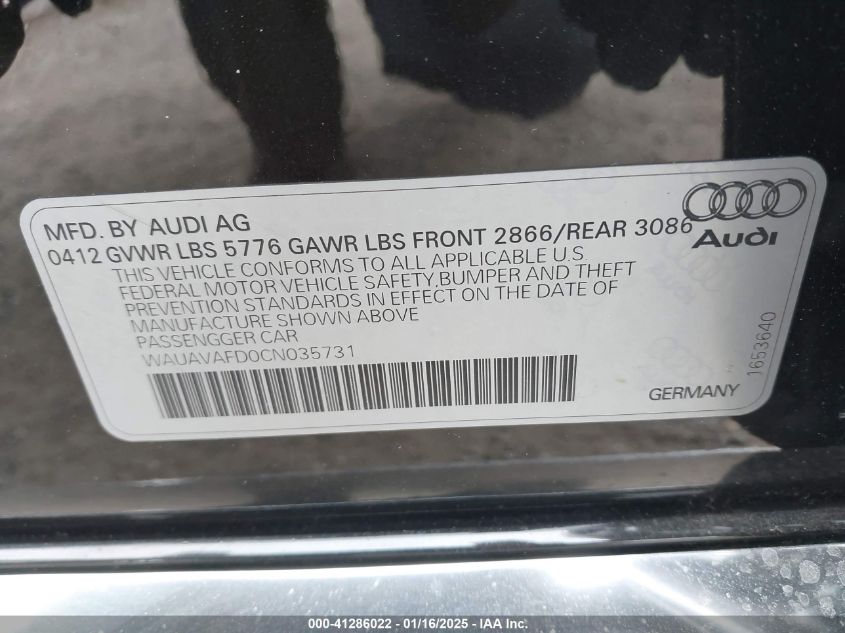 MFD. BY AUDI AG
0412 GVWR LBS 5776 GAWR LBS FRONT 2866/REAR 3086
Audi
THIS VEHICLE CONFORMS TO ALL APPLICABLE U.S
FEDERAL MOTOR VEHICLE SAFETY,BUMPER AND THEFT
PREVENTION STANDARDS IN EFFECT ON THE DATE OF
MANUFACTURE SHOWN ABOVE
PASSENGGER CAR
WAUAVAFD0CN035731
1653640
GERMANY
000-41286022 - 01/16/2025 - IAA Inc.